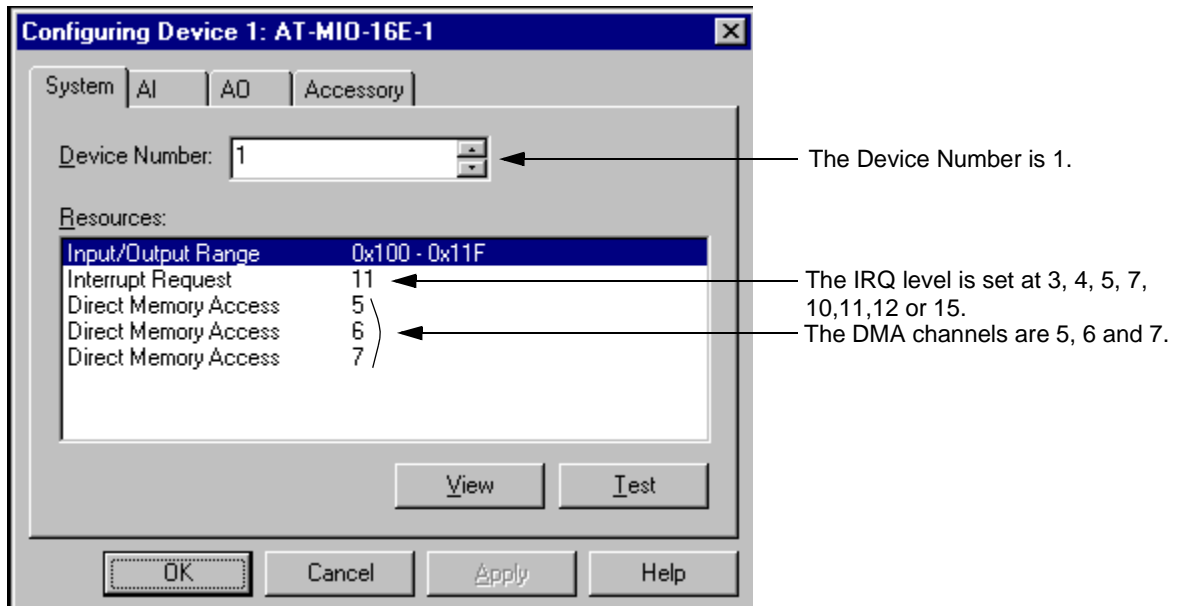 Configuring Device 1: AT-MIO-16E-1
System AI AO Accessory
Device Number: 1
The Device Number is 1.
Resources:
Input/Output Range 0x100 - 0x11F
Interrupt Request 11
The IRQ level is set at 3, 4, 5, 7,
10,11,12 or 15.
Direct Memory Access 5
Direct Memory Access 6
The DMA channels are 5, 6 and 7.
Direct Memory Access 7
View Test
OK Cancel Apply Help